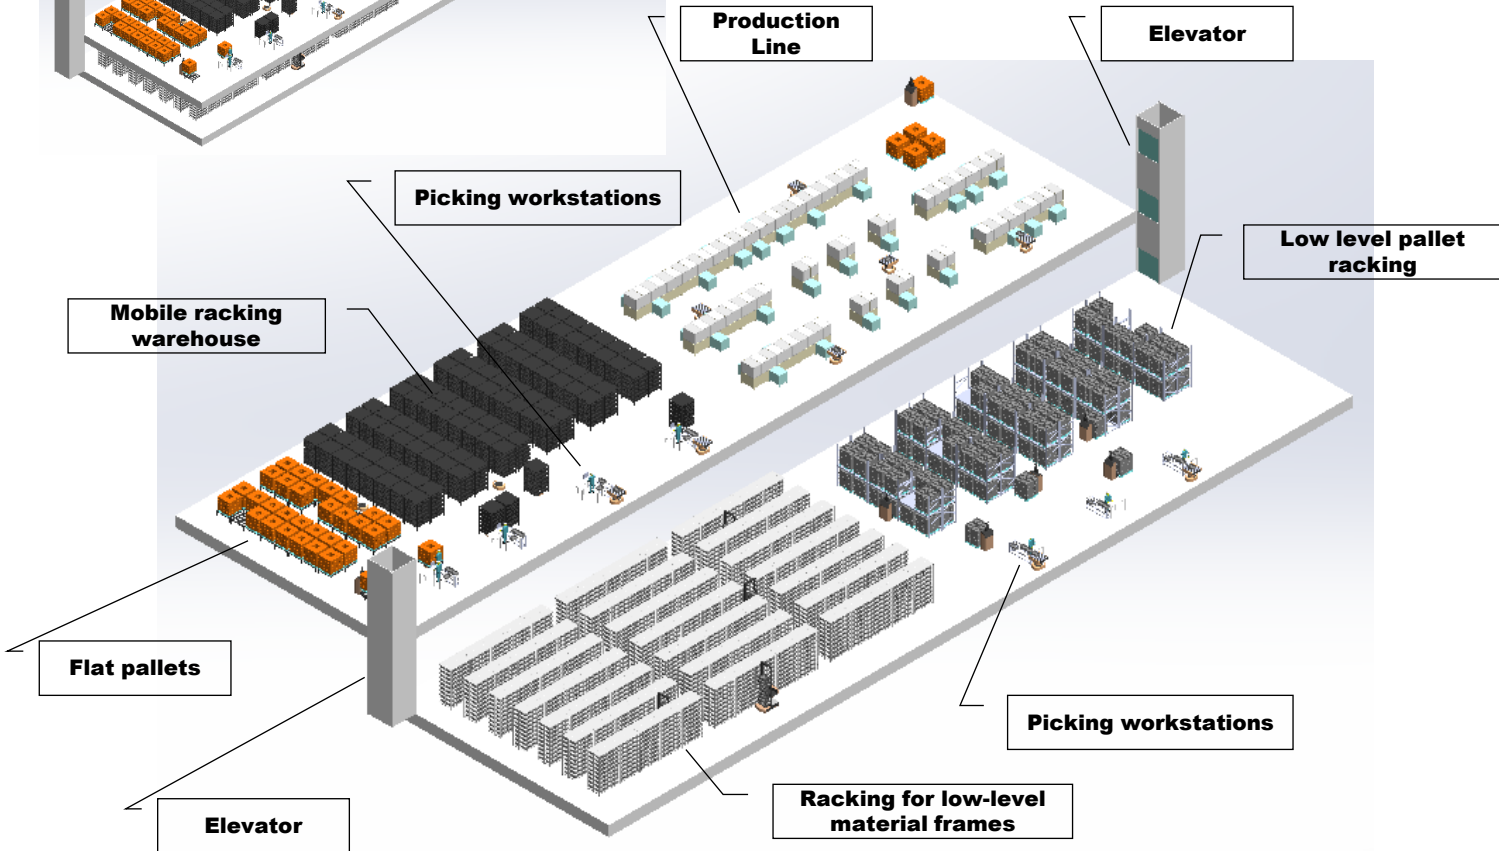 Production
Line
Elevator
Picking workstations
Low level pallet
racking
Mobile racking
warehouse
Flat pallets
Picking workstations
Racking for low-level
material frames
Elevator